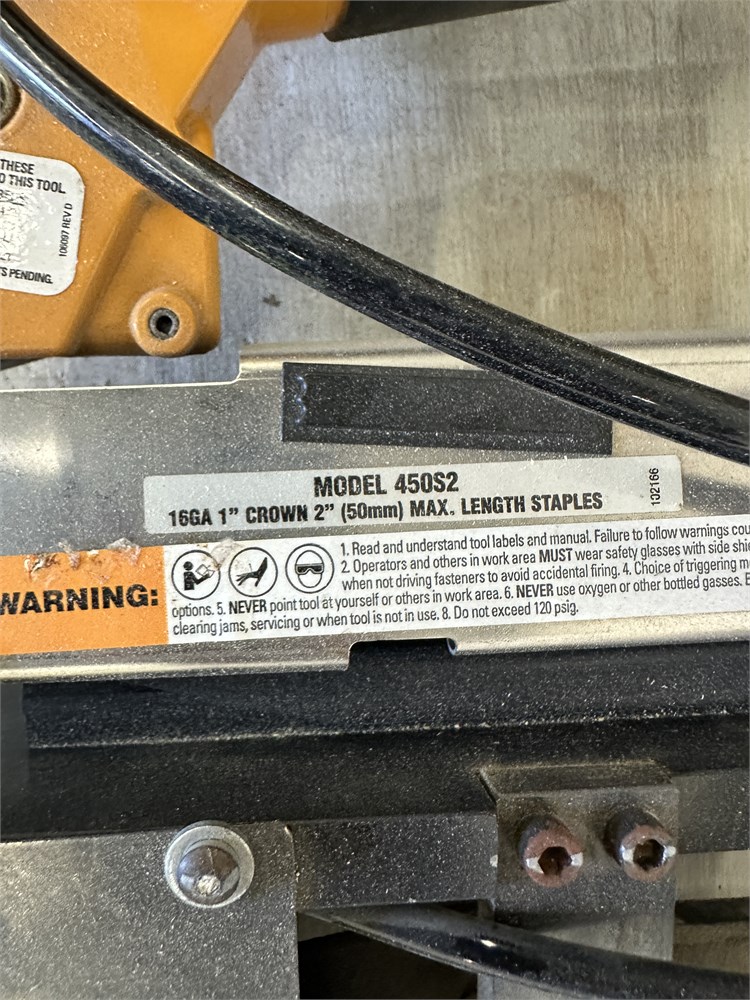 THESE
TO THIS TOOL
106097 REV D
TS PENDING.
MODEL 450S2
16GA 1” CROWN 2” (50mm) MAX. LENGTH STAPLES
102166
WARNING:
1. Read and understand tool labels and manual. Failure to follow warnings cou
2. Operators and others in work area MUST wear safety glasses with side shi
when not driving fasteners to avoid accidental firing. 4. Choice of triggering m
options. 5. NEVER point tool at yourself or others in work area. 6. NEVER use oxygen or other bottled gasses. E
clearing jams, servicing or when tool is not in use. 8. Do not exceed 120 psig.